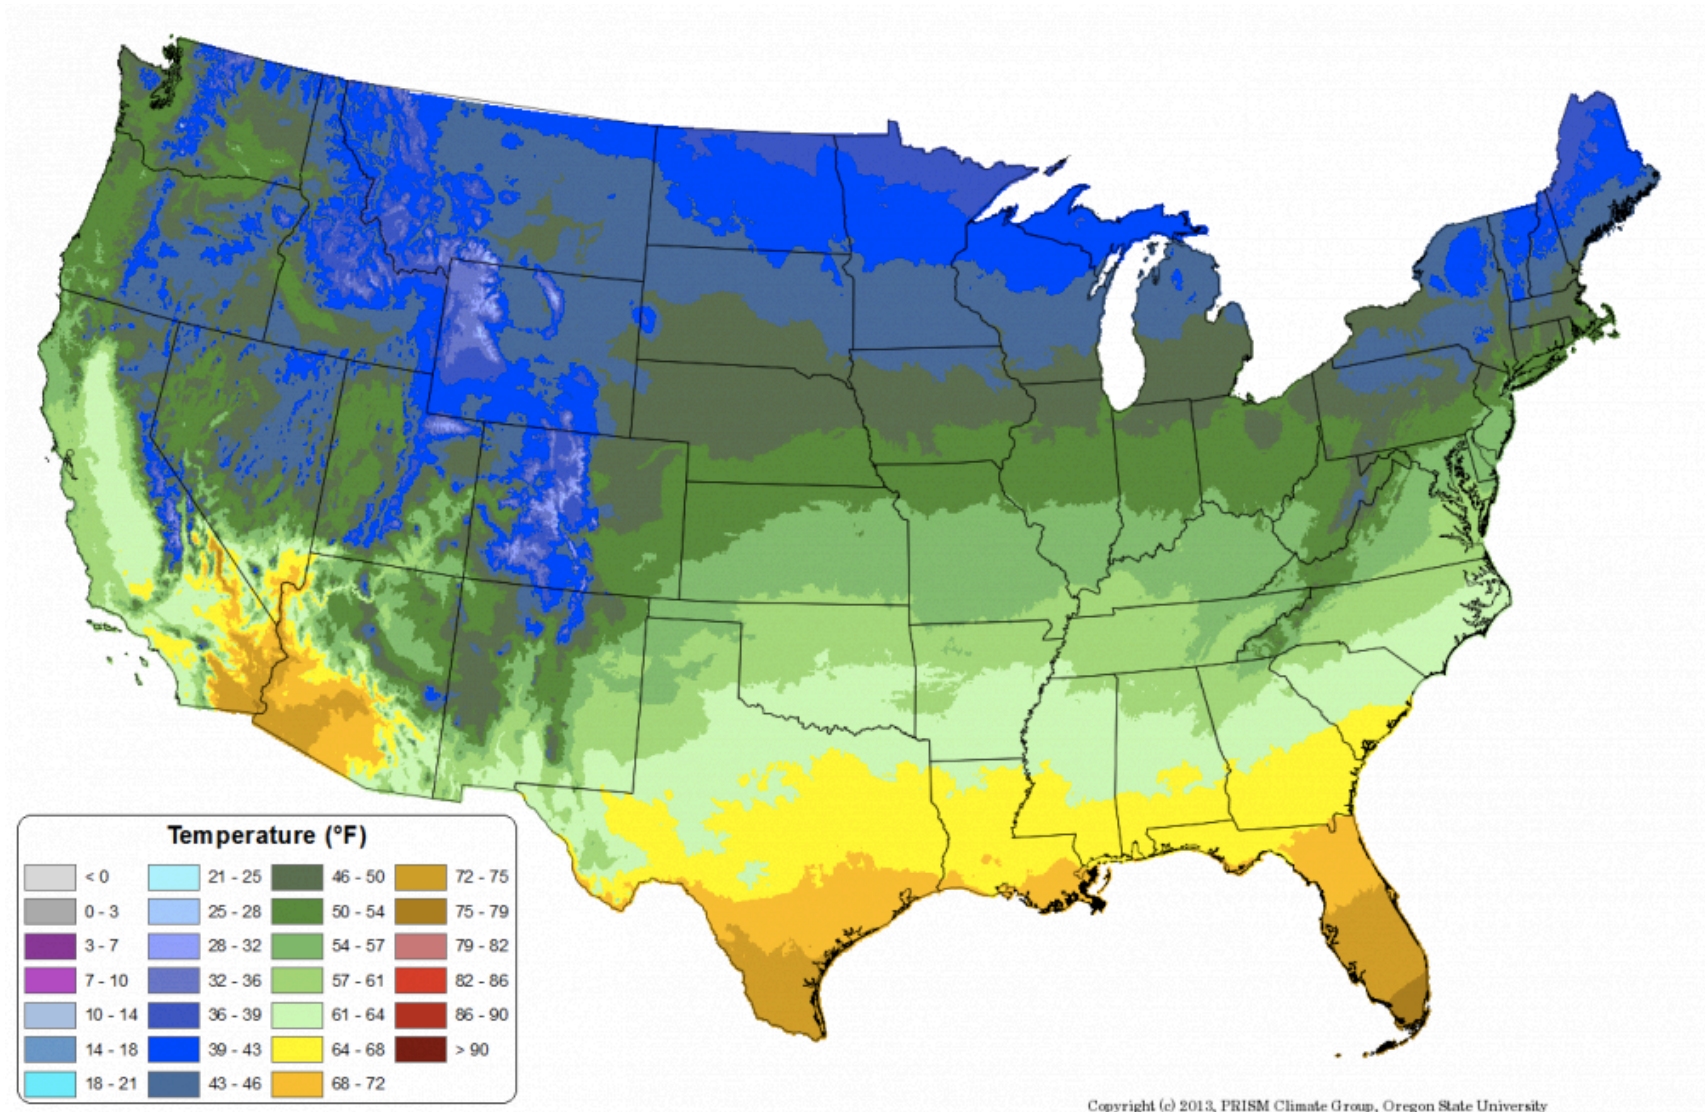 Temperature (°F)
< 0 21 - 25 46 - 50 72 - 75
0 - 3 25 - 28 50 - 54 75 - 79
3 - 7 28 - 32 54 - 57 79 - 82
7 - 10 32 - 36 57 - 61 82 - 86
10 - 14 36 - 39 61 - 64 86 - 90
14 - 18 39 - 43 64 - 68 > 90
18 - 21 43 - 46 68 - 72
Copyright (c) 2013, PRISM Climate Group, Oregon State University